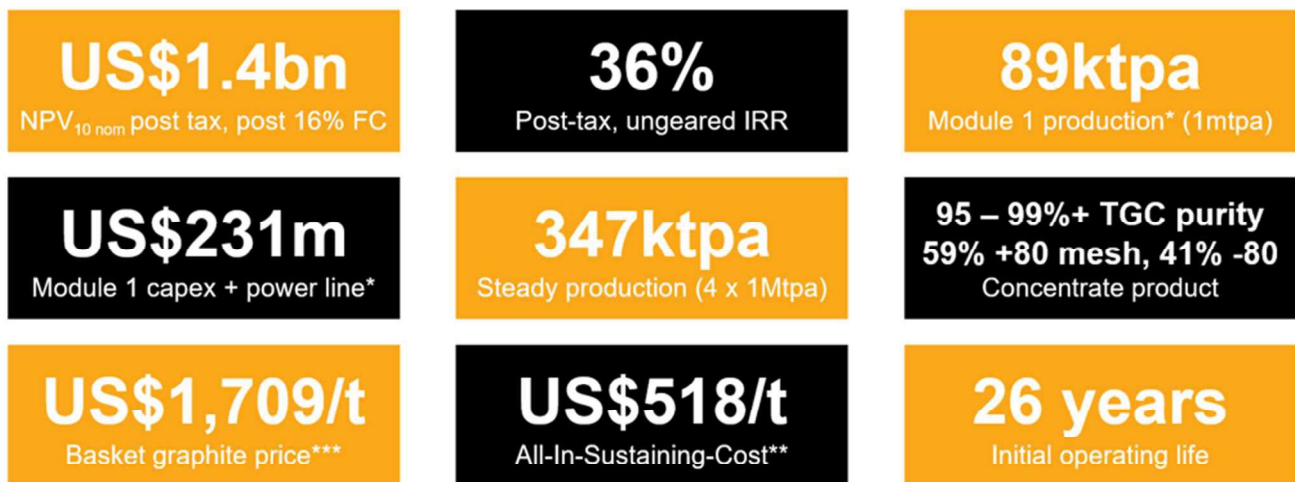 US$1.4bn
NPV10 nom post tax, post 16% FC
36%
Post-tax, ungeared IRR
89ktpa
Module 1 production* (1mtpa)
US$231m
Module 1 capex + power line*
347ktpa
Steady production (4 x 1Mtpa)
95 – 99%+ TGC purity
59% +80 mesh, 41% -80
Concentrate product
US$1,709/t
Basket graphite price***
US$518/t
All-In-Sustaining-Cost**
26 years
Initial operating life